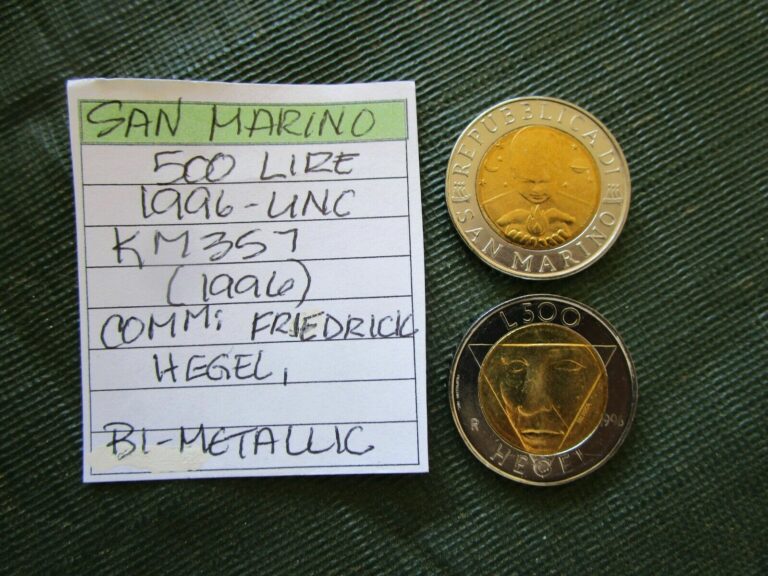 SAN MARINO
500 LIRE
1996-UNC
KM357
(1996)
COMM: FRIEDRICK
HEGEL,
BI-METALLIC
REPUBBLICA DI
SAN MARINO
L.500
R 1996
HEGEL